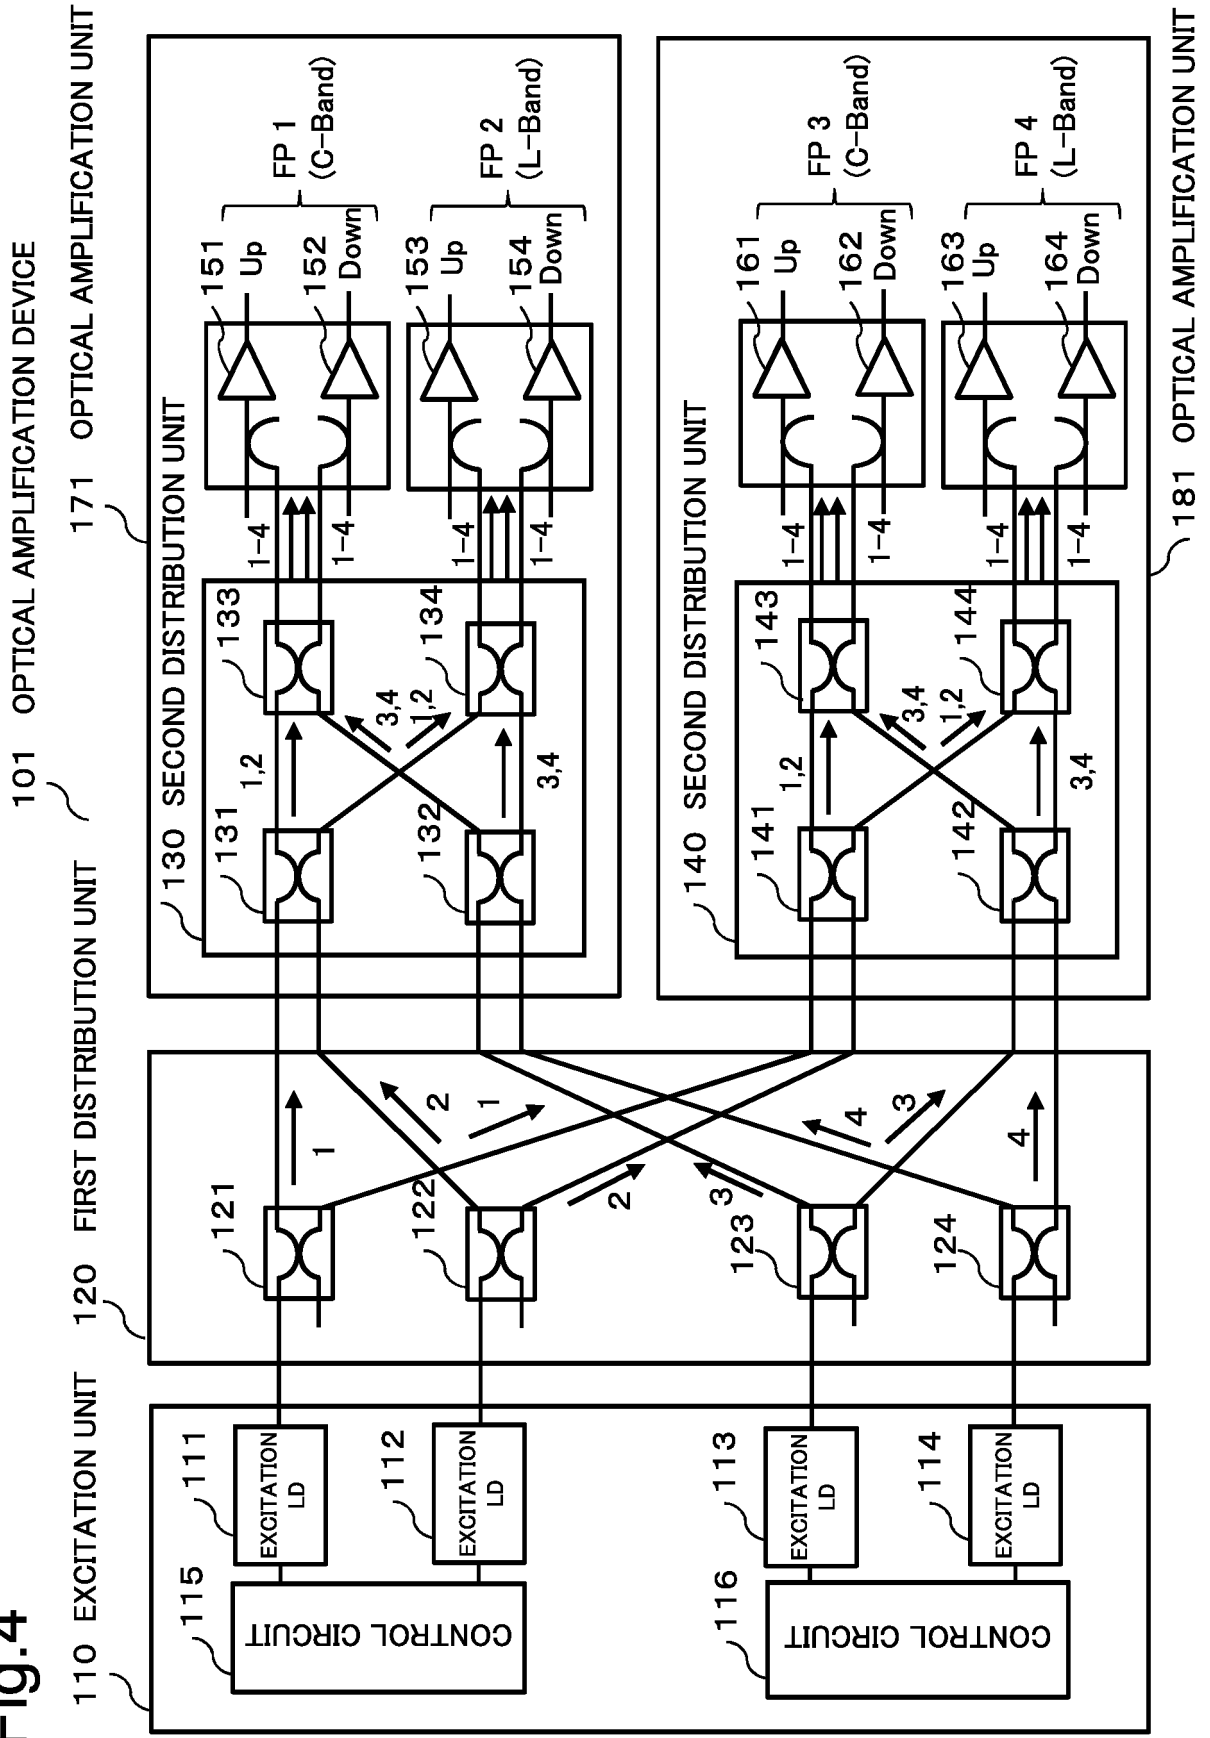 Fig.4
101 OPTICAL AMPLIFICATION DEVICE
110 EXCITATION UNIT
120 FIRST DISTRIBUTION UNIT
171 OPTICAL AMPLIFICATION UNIT
115
CONTROL CIRCUIT
111
EXCITATION
LD
112
EXCITATION
LD
116
CONTROL CIRCUIT
113
EXCITATION
LD
114
EXCITATION
LD
121
122
123
124
1
2
1
2
3
4
3
4
130 SECOND DISTRIBUTION UNIT
131
132
133
134
1,2
3,4
1,2
3,4
1-4
1-4
1-4
1-4
151
Up
152
Down
FP 1
(C-Band)
153
Up
154
Down
FP 2
(L-Band)
140 SECOND DISTRIBUTION UNIT
141
142
143
144
1,2
3,4
1,2
3,4
1-4
1-4
1-4
1-4
161
Up
162
Down
FP 3
(C-Band)
163
Up
164
Down
FP 4
(L-Band)
181 OPTICAL AMPLIFICATION UNIT